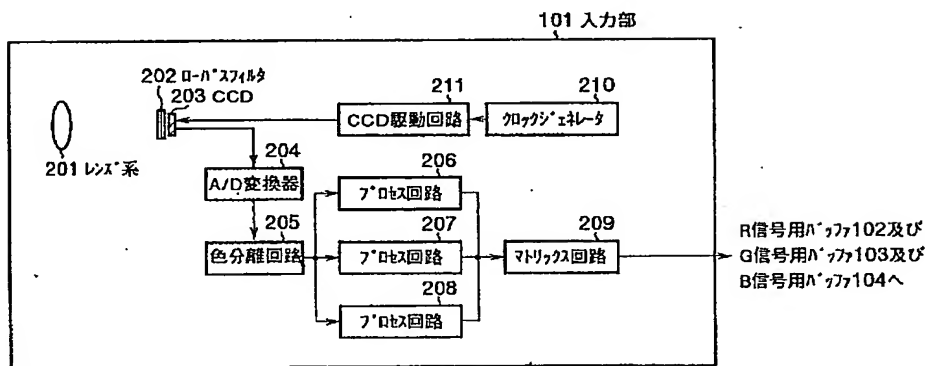 101 入力部
202 ﾛｰﾊﾟｽﾌｨﾙﾀ
203 CCD
211
210
CCD駆動回路
ｸﾛｯｸｼﾞｪﾈﾚｰﾀ
201 ﾚﾝｽﾞ系
204
A/D変換器
206
ﾌﾟﾛｾｽ回路
205
色分離回路
207
ﾌﾟﾛｾｽ回路
209
ﾏﾄﾘｯｸｽ回路
208
ﾌﾟﾛｾｽ回路
R信号用ﾊﾞｯﾌｧ102及び
G信号用ﾊﾞｯﾌｧ103及び
B信号用ﾊﾞｯﾌｧ104へ